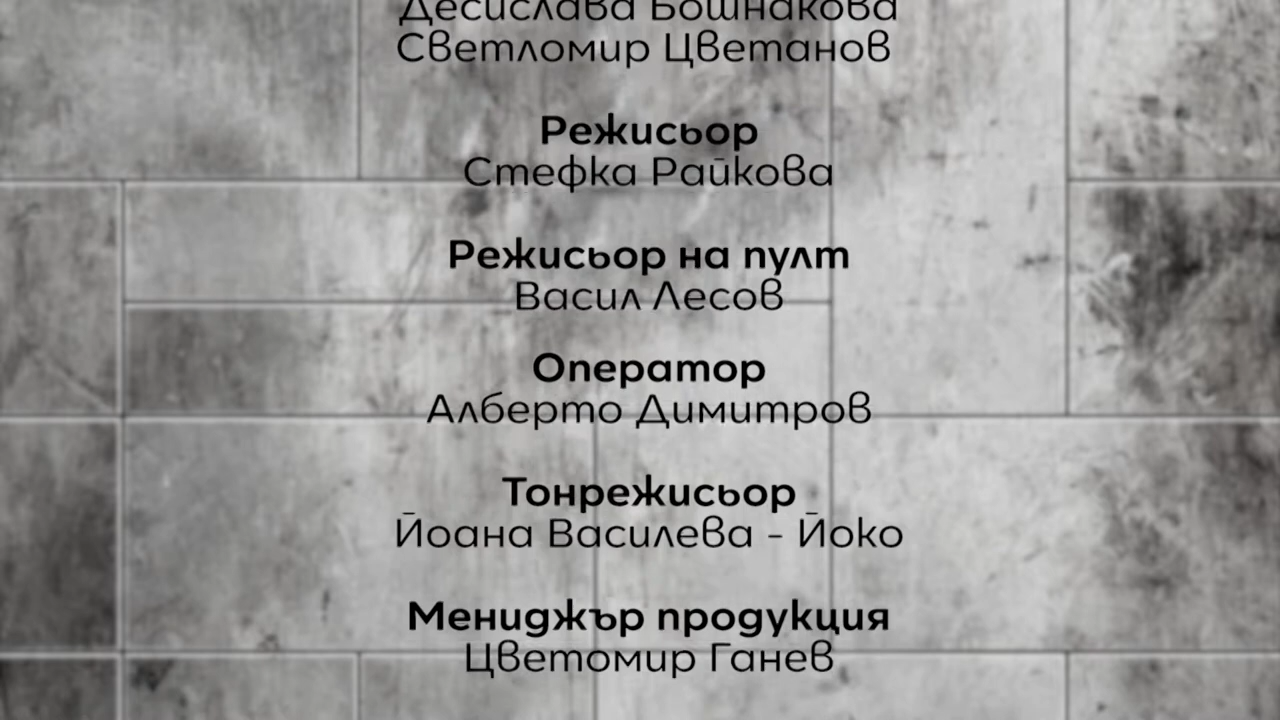 Десислава Бошнакова
Светломир Цветанов
Режисьор
Стефка Райкова
Режисьор на пулт
Васил Лесов
Оператор
Алберто Димитров
Тонрежисьор
Йоана Василева - Йоко
Мениджър продукция
Цветомир Ганев